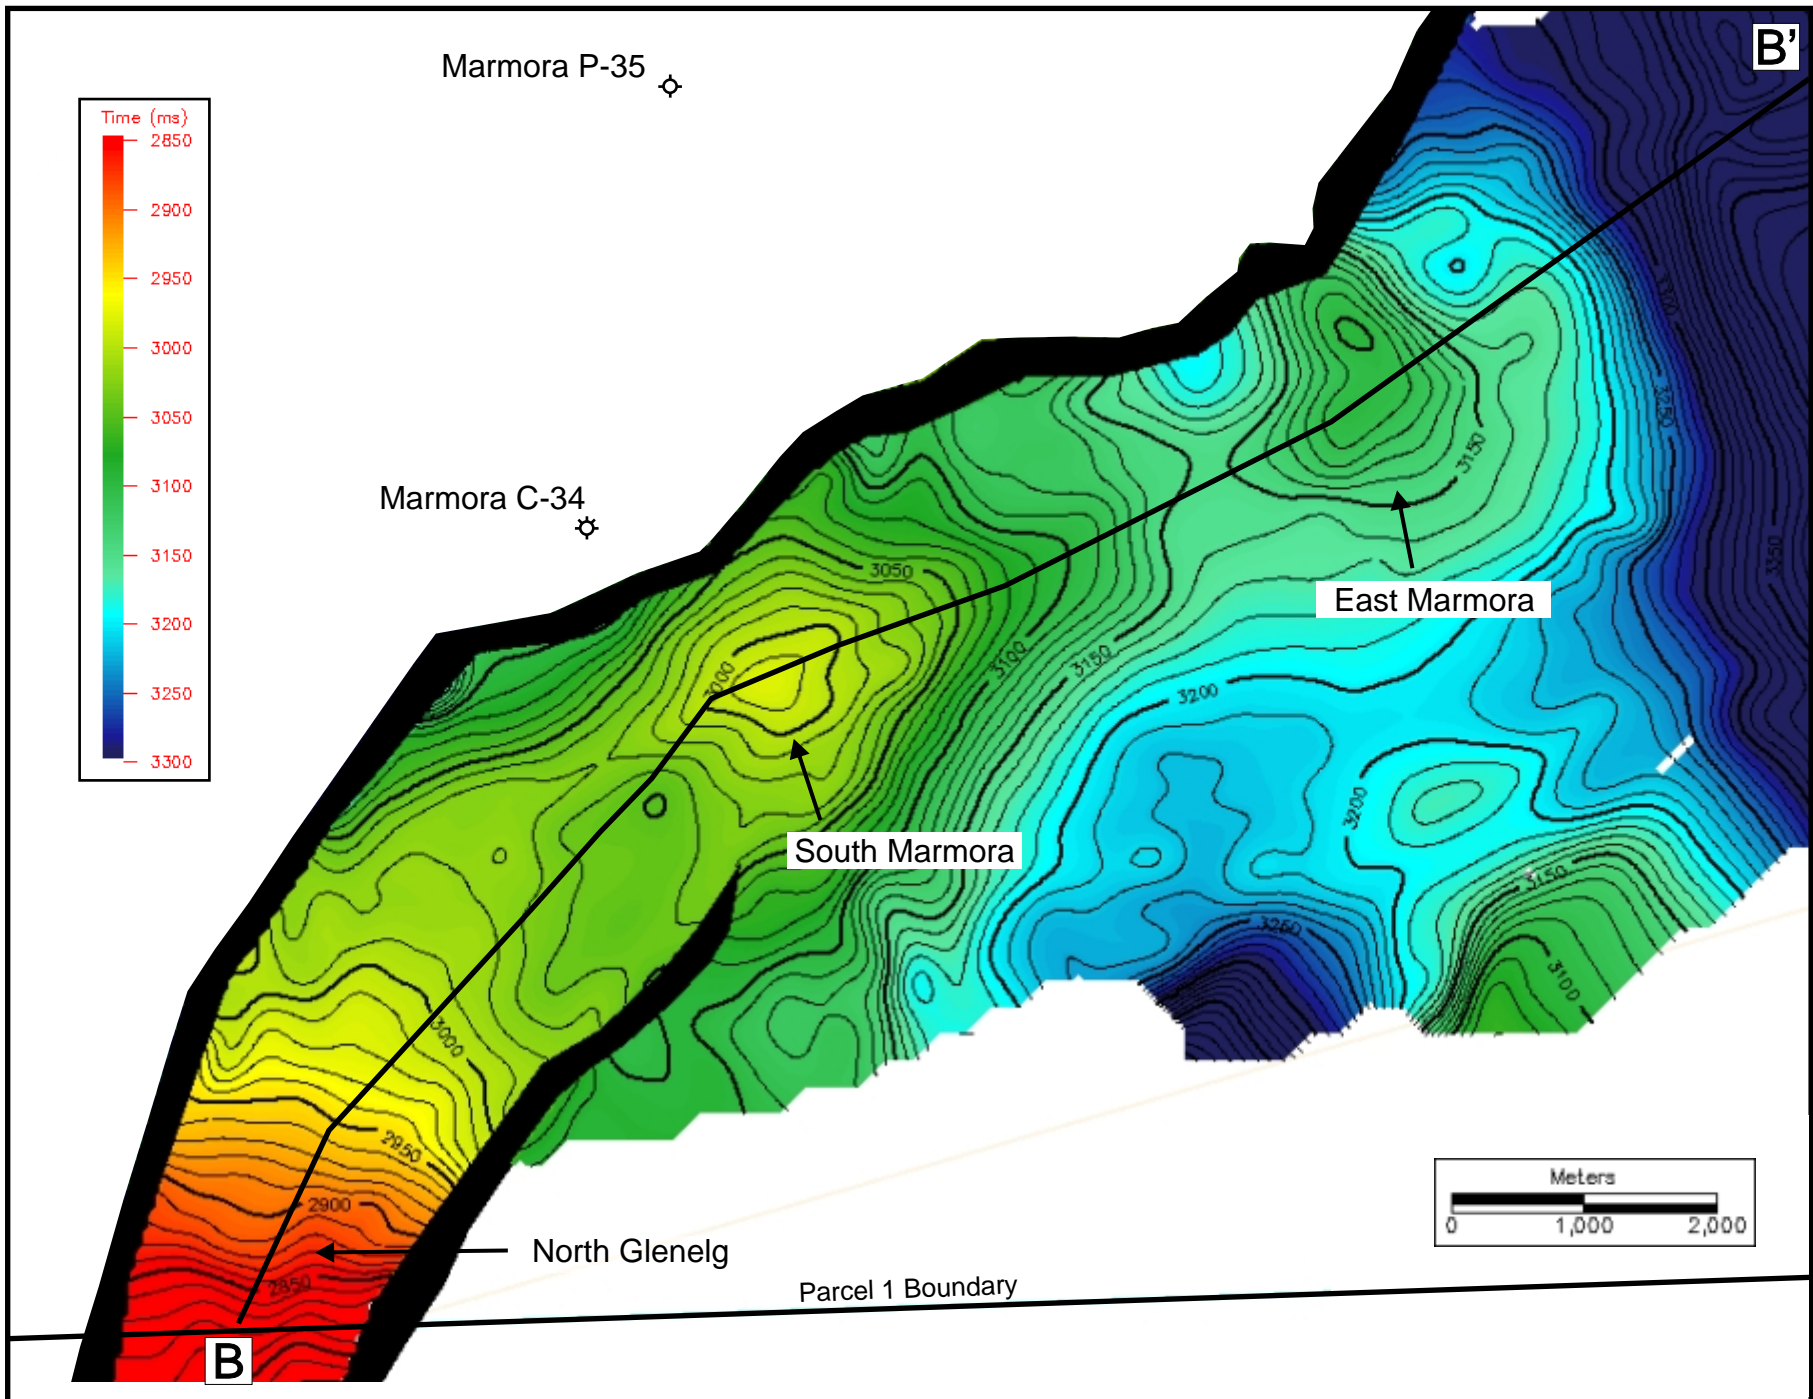 B'
Marmora P-35
Time (ms)
2850
2900
2950
3000
3050
3100
3150
3200
3250
3300
3300
3250
3150
Marmora C-34
3350
3050
East Marmora
3100
3150
3000
3200
3200
South Marmora
3150
3250
3100
3000
2950
Meters
0 1,000 2,000
2900
North Glenelg
2850
Parcel 1 Boundary
B